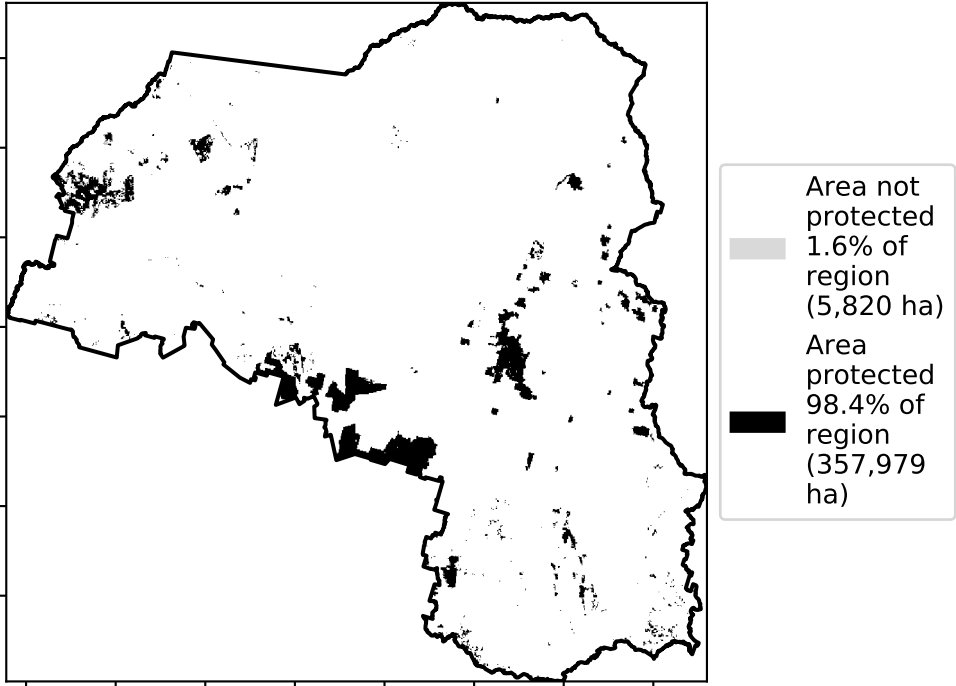 Area not
protected
1.6% of
region
(5,820 ha)
Area
protected
98.4% of
region
(357,979
ha)